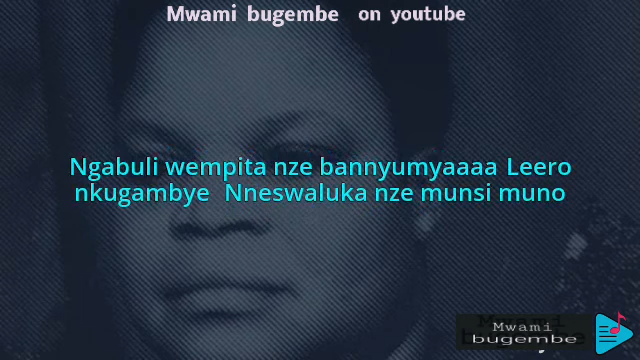 Mwami bugembe on youtube
Ngabuli wempita nze bannyumyaaaa Leero
nkugambye Nneswaluka nze munsi muno
Mwami
bugembe